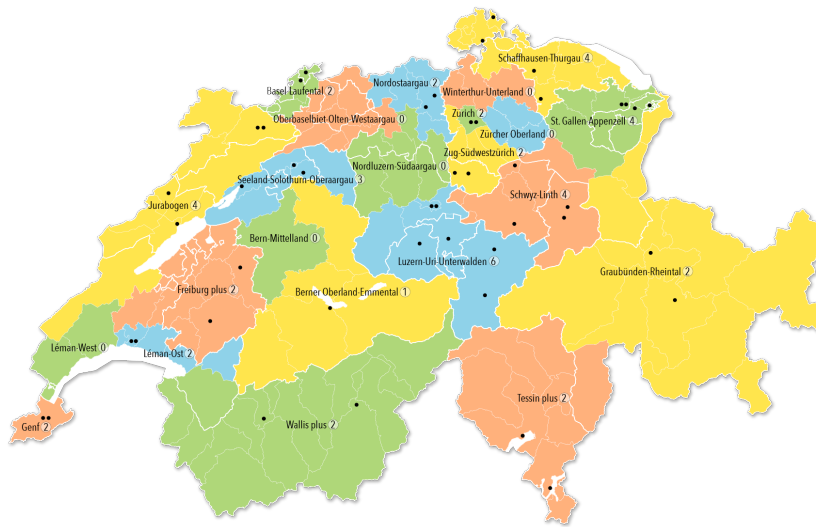 Schaffhausen-Thurgau 4
Nordostaargau 2
Basel Laufental 2
Winterthur-Unterland 0
Oberbaselbiet-Olten-Westaargau 0
Zürich 2
St. Gallen-Appenzell 4
Zürcher Oberland 0
Zug-Südwestzürich 2
Nordluzern-Südaargau 0
Seeland-Solothurn-Oberaargau 3
Schwyz-Linth 4
Jurabogen 4
Bern-Mittelland 0
Luzern-Uri-Unterwalden 6
Graubünden-Rheintal 2
Freiburg plus 2
Berner Oberland-Emmental 1
Léman-West 0
Léman-Ost 2
Tessin plus 2
Wallis plus 2
Genf 2